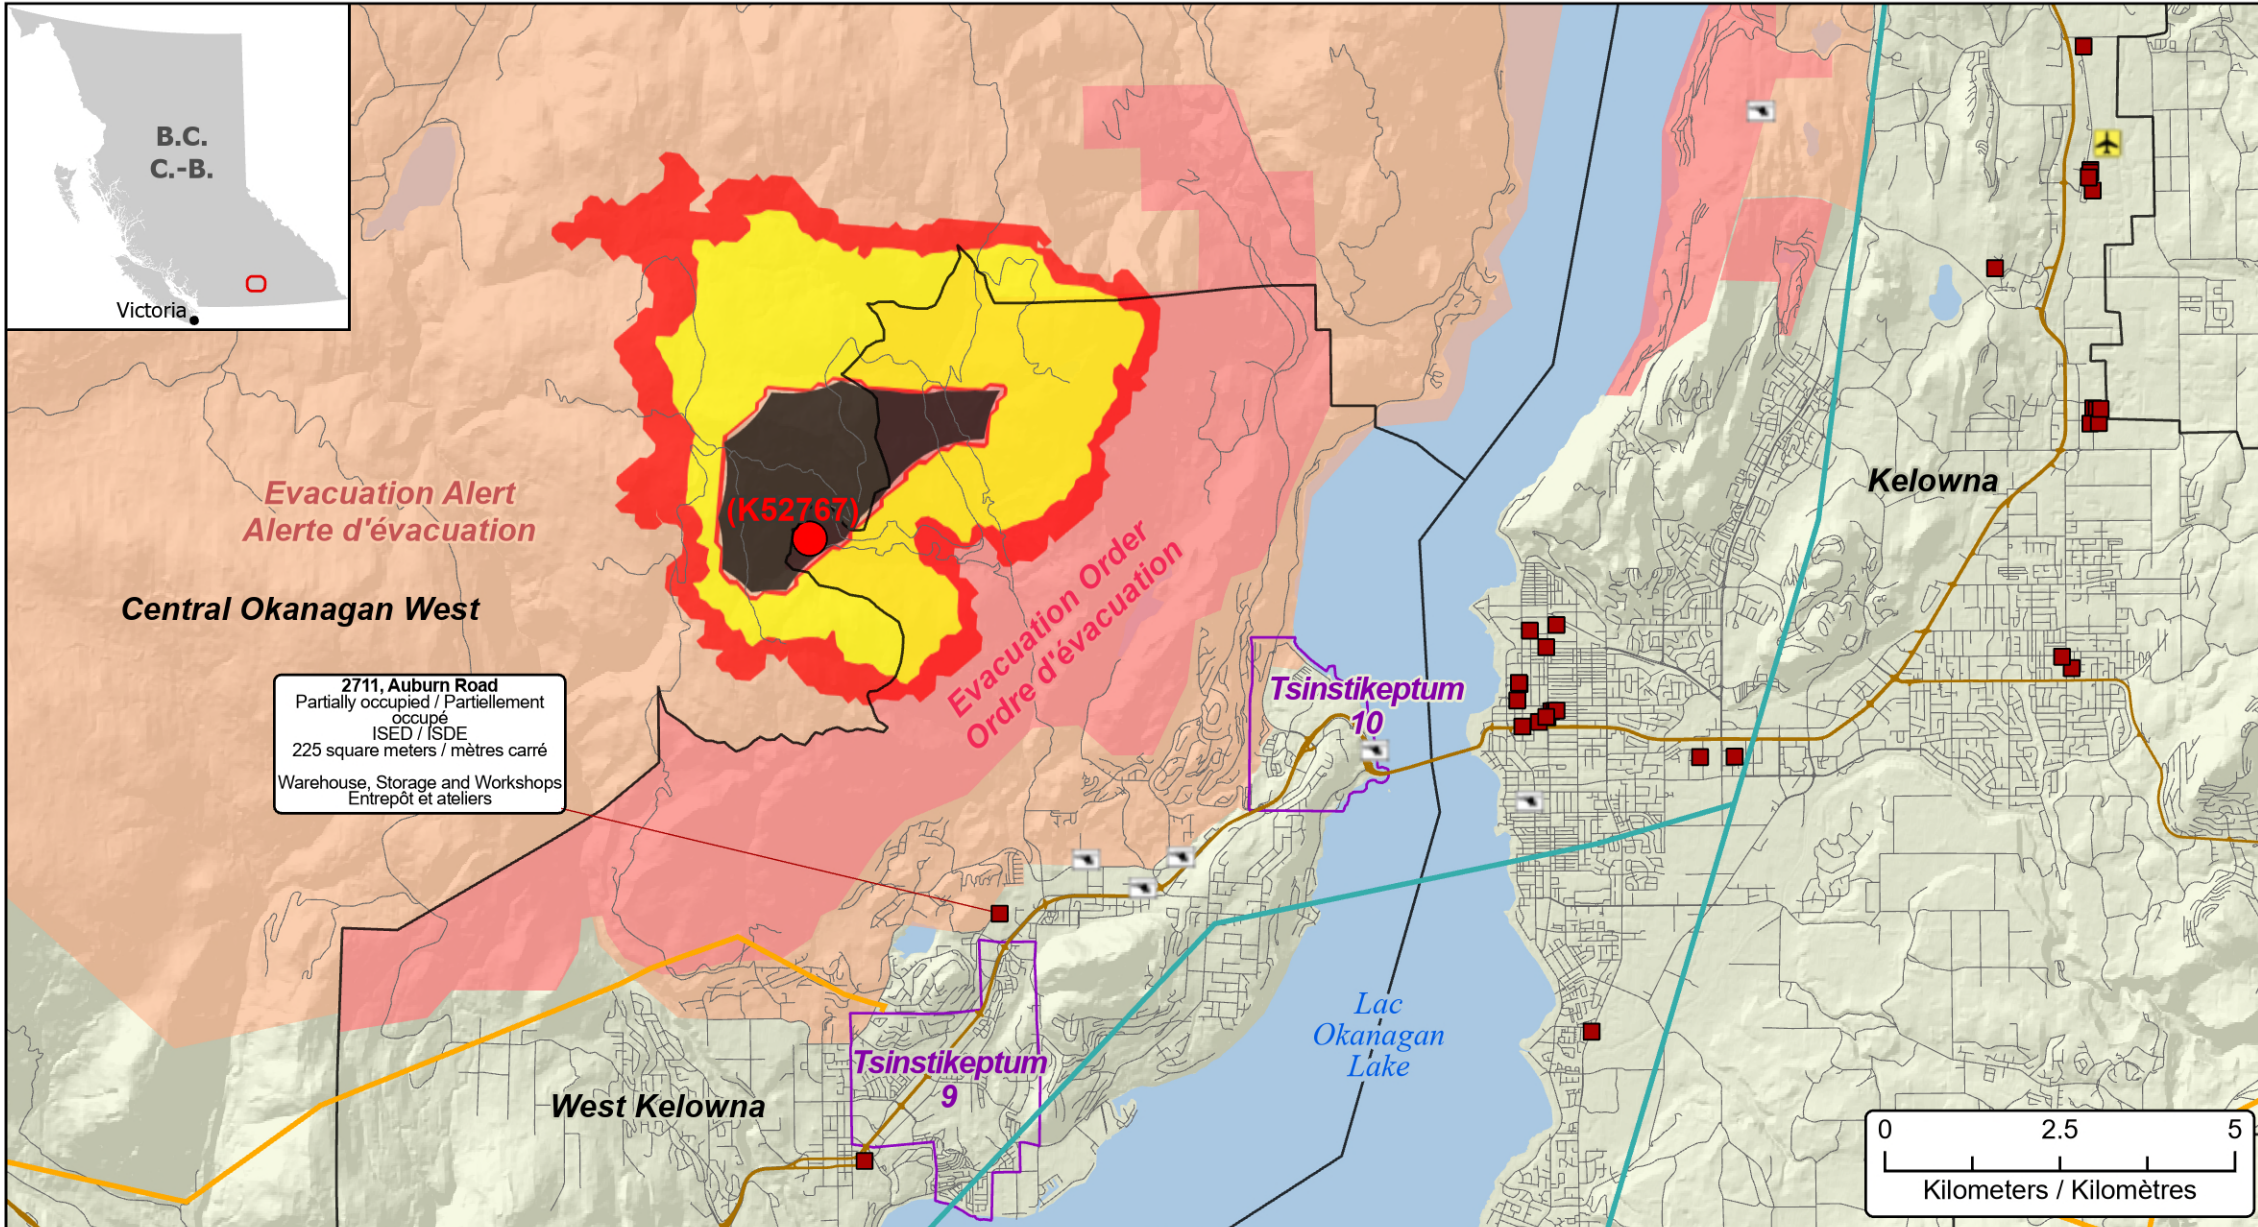 B.C.
C.-B.
Victoria
(K52767)
Evacuation Alert
Alerte d'évacuation
Central Okanagan West
Evacuation Order
Ordre d'évacuation
Kelowna
2711, Auburn Road
Partially occupied / Partiellement
occupé
ISED / ISDE
225 square meters / mètres carré
Warehouse, Storage and Workshops
Entrepôt et ateliers
Tsinstikeptum
10
Tsinstikeptum
9
West Kelowna
Lac
Okanagan
Lake
0 2.5 5
Kilometers / Kilomètres